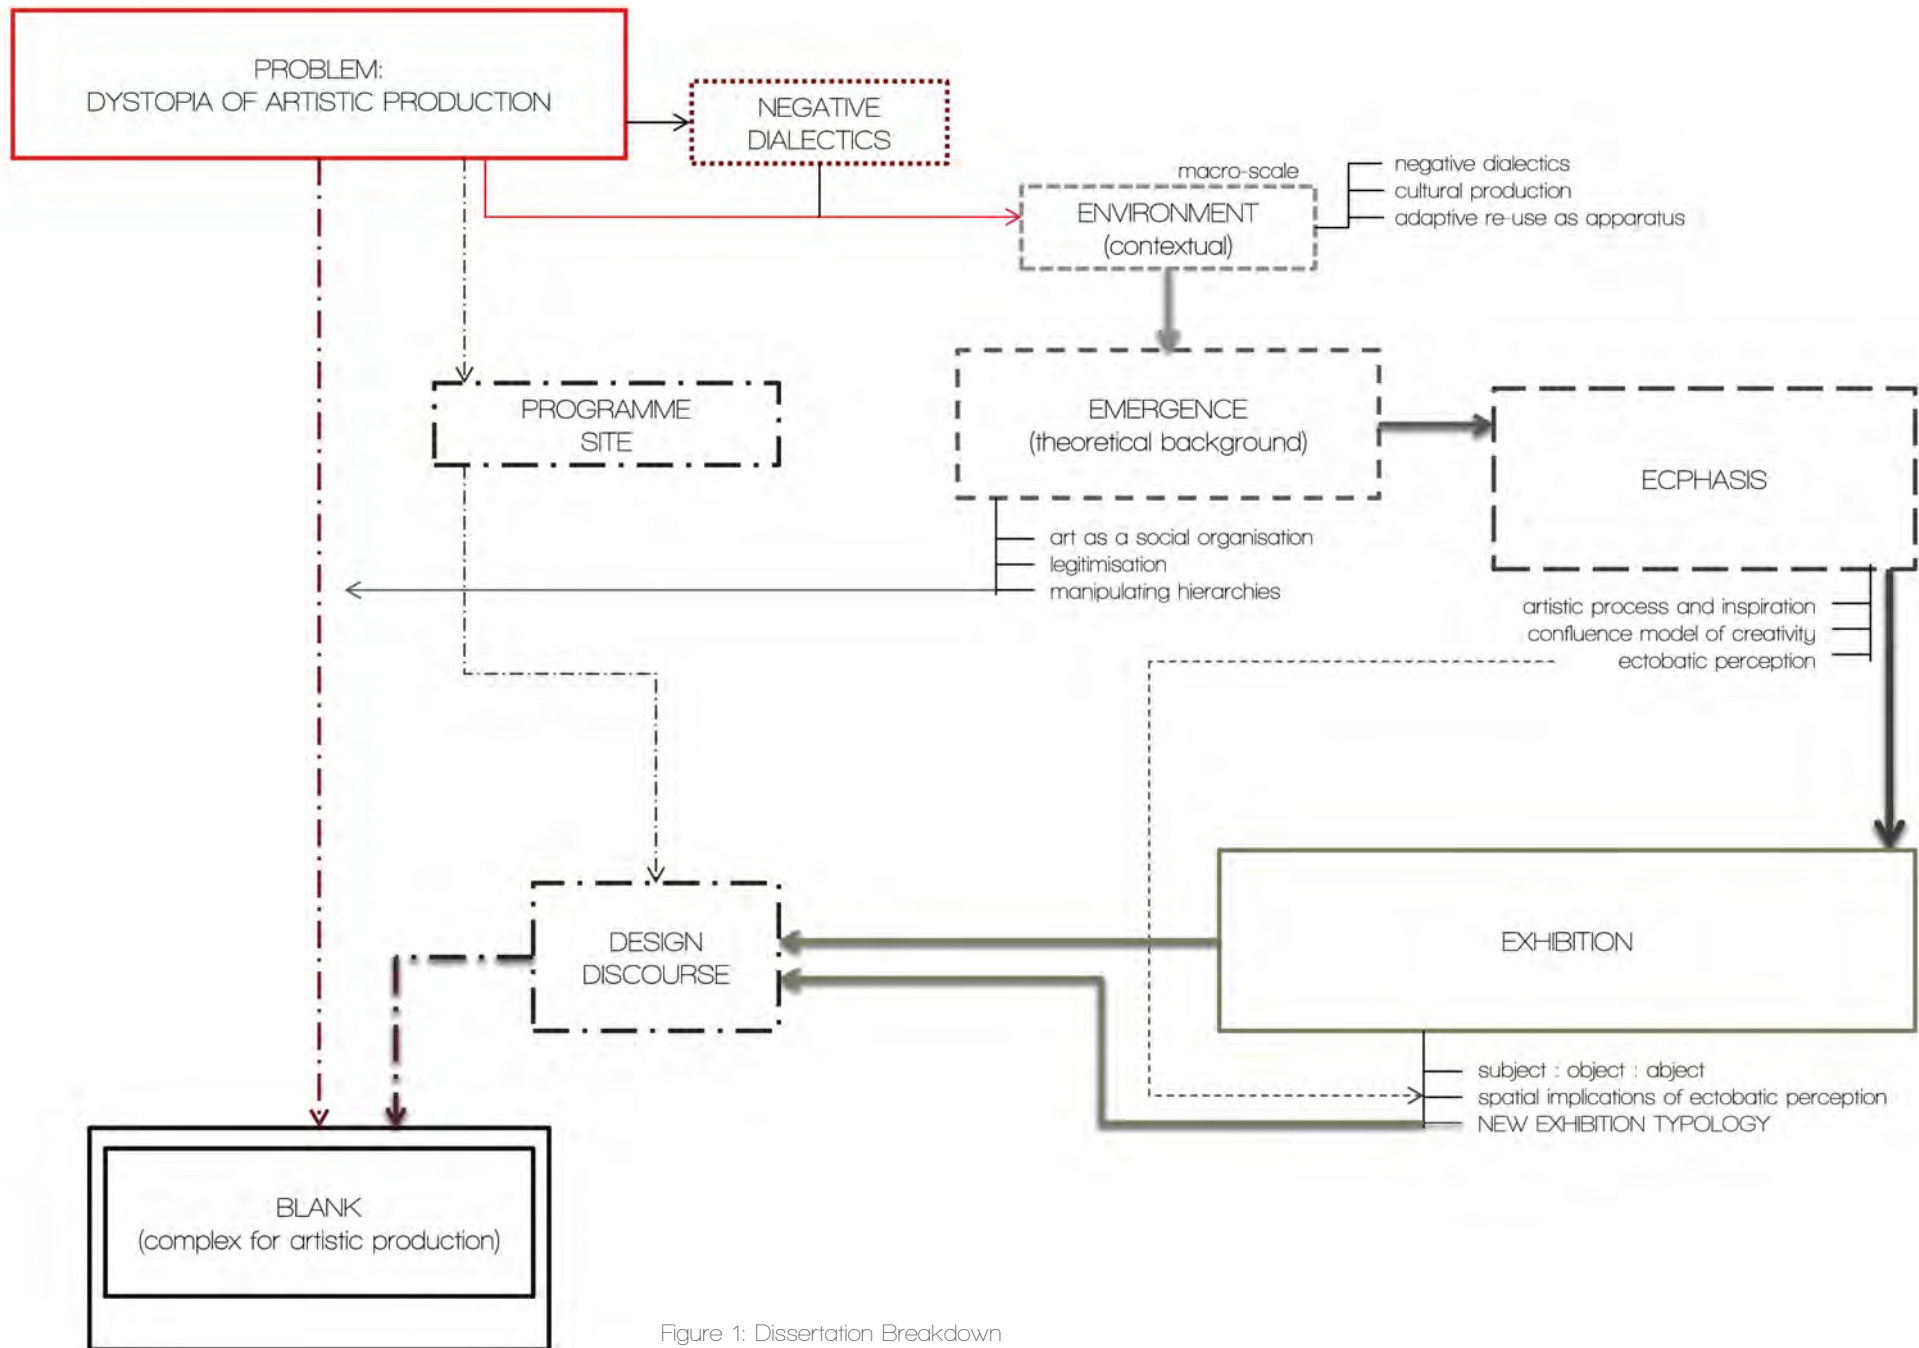 PROBLEM:
DYSTOPIA OF ARTISTIC PRODUCTION
NEGATIVE
DIALECTICS
macro-scale
ENVIRONMENT
(contextual)
negative dialectics
cultural production
adaptive re-use as apparatus
PROGRAMME
SITE
EMERGENCE
(theoretical background)
art as a social organisation
legitimisation
manipulating hierarchies
ECPHASIS
artistic process and inspiration
confluence model of creativity
ectobatic perception
DESIGN
DISCOURSE
EXHIBITION
subject : object : abject
spatial implications of ectobatic perception
NEW EXHIBITION TYPOLOGY
BLANK
(complex for artistic production)
Figure 1: Dissertation Breakdown